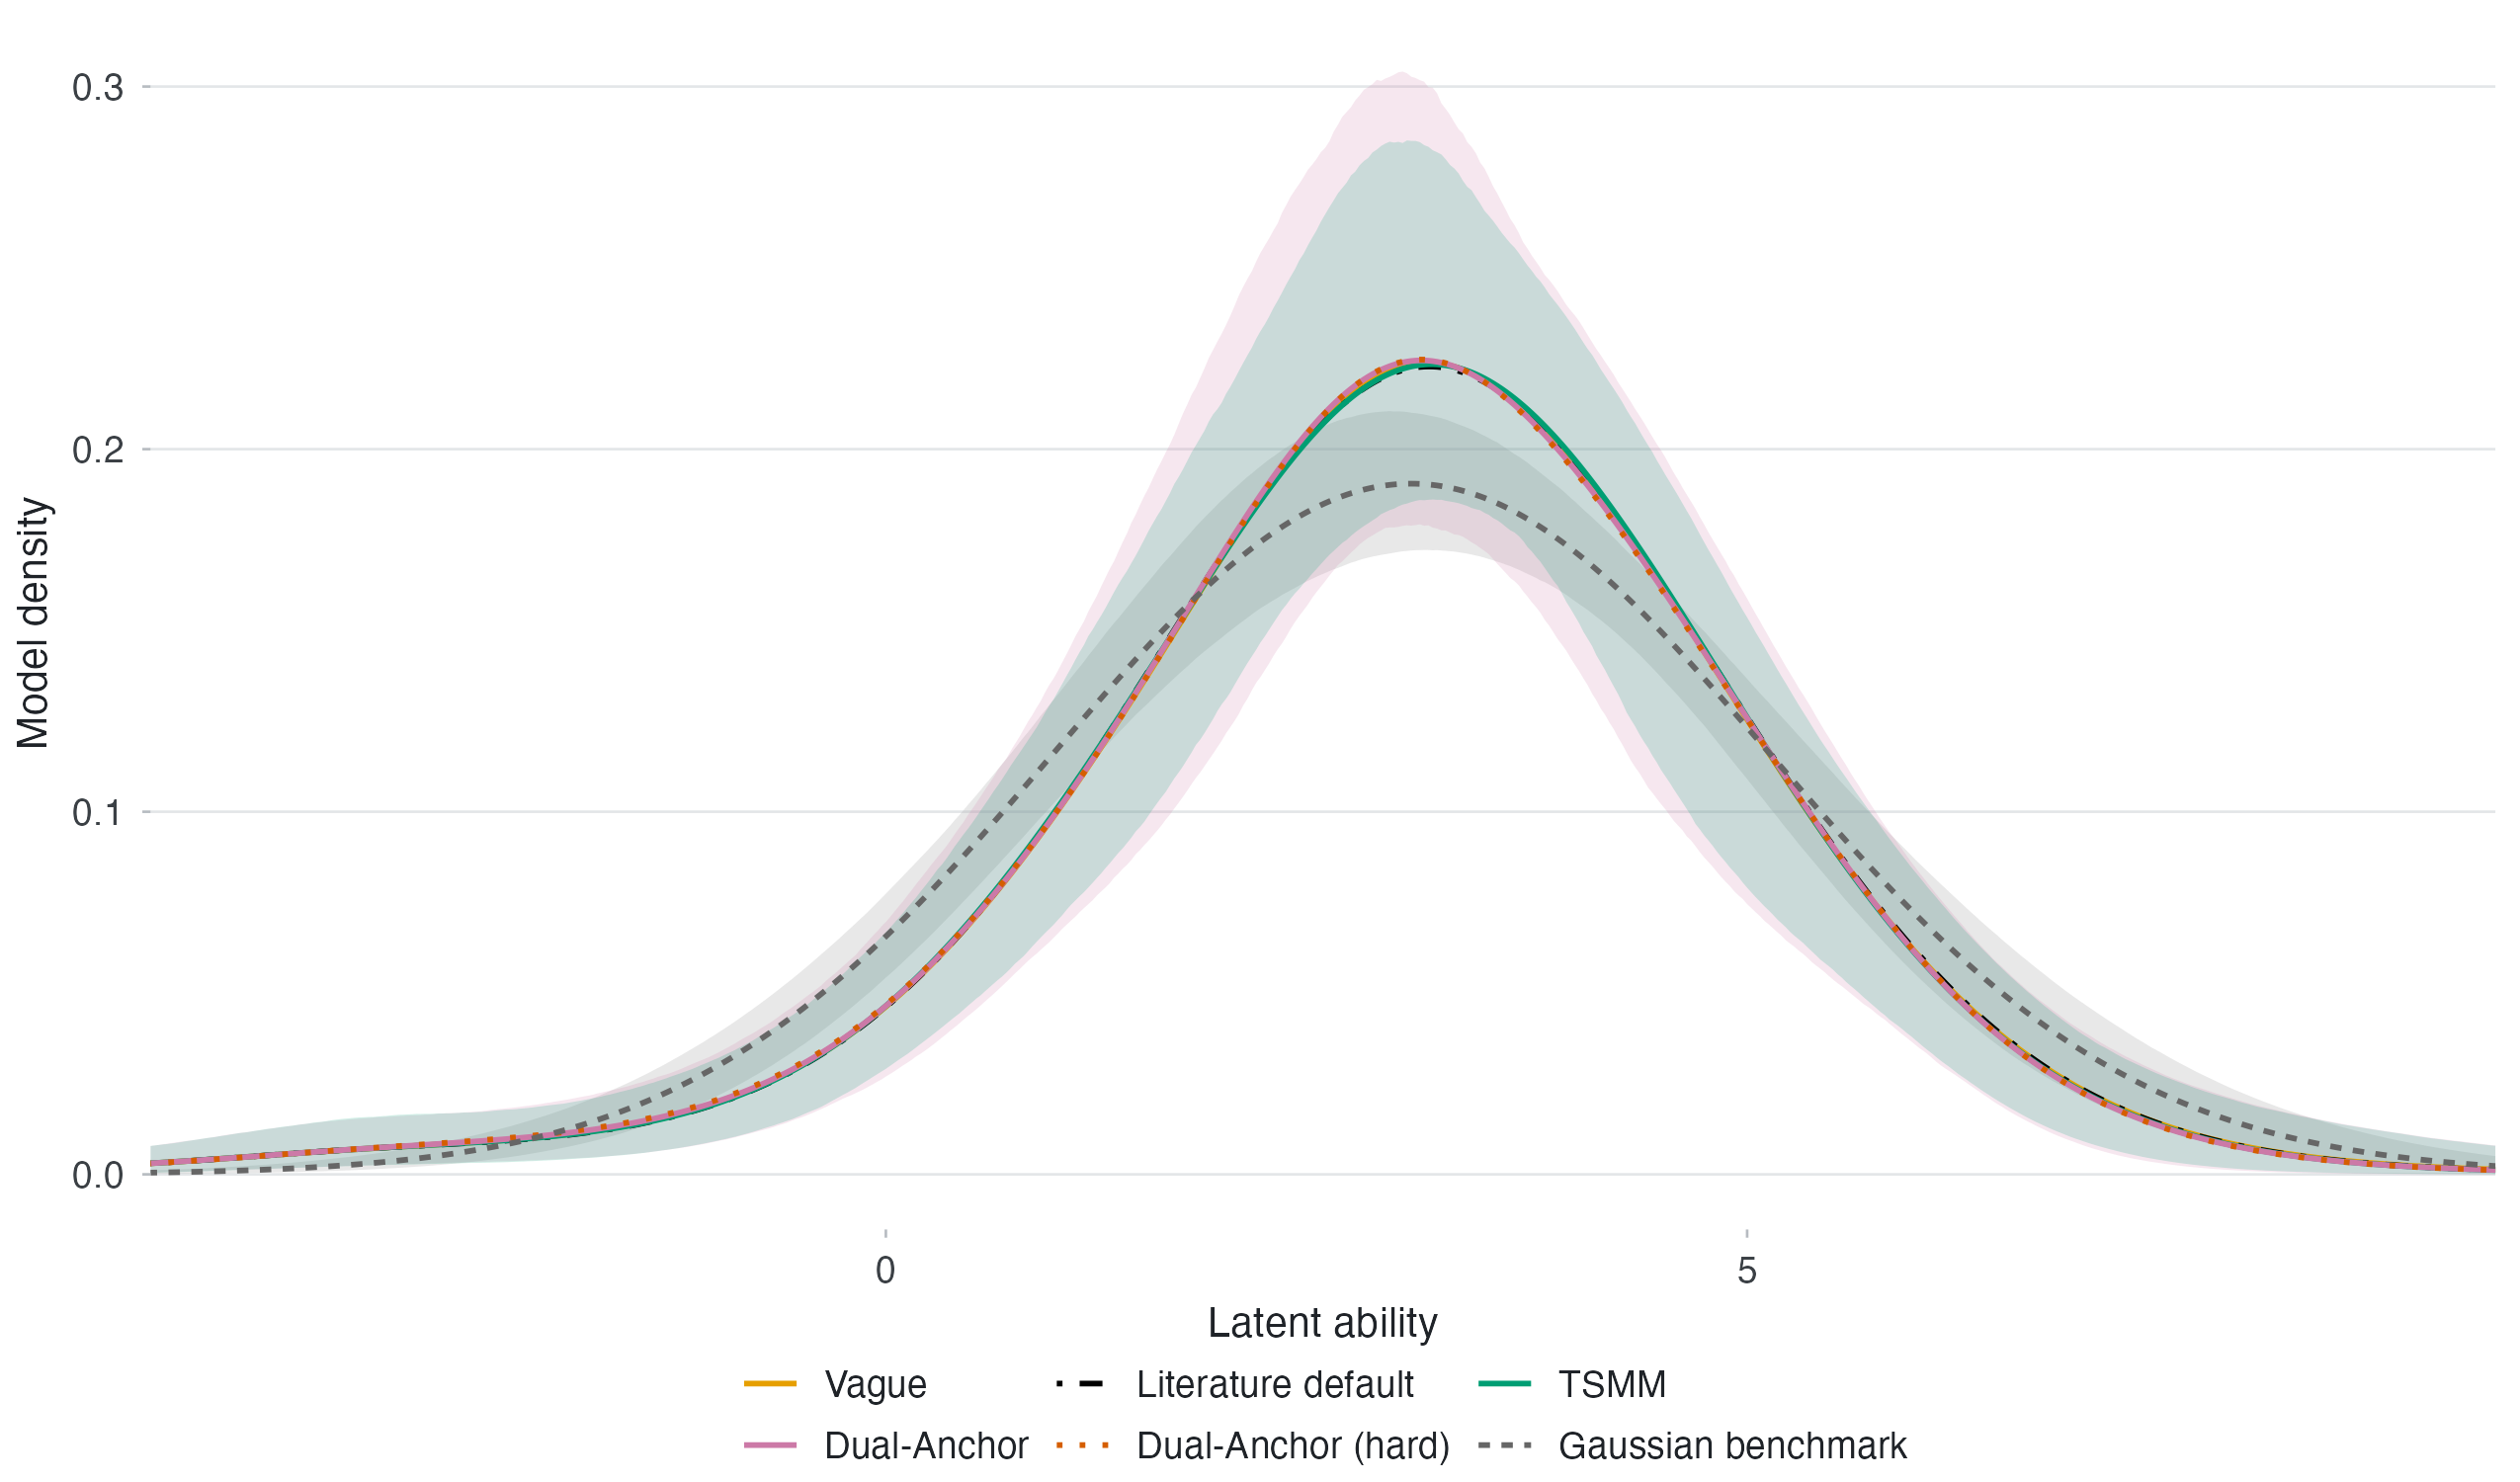 0.3
0.2
0.1
0.0
Model density
0 5
Latent ability
Vague Literature default TSMM
Dual-Anchor Dual-Anchor (hard) Gaussian benchmark